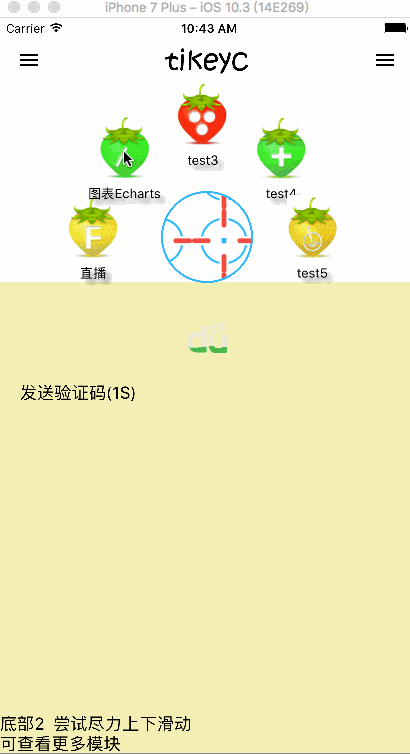 iPhone 7 Plus – iOS 10.3 (14E269)
Carrier 10:43 AM
tikeyc
test3
图表Echarts
test4
F
直播
test5
发送验证码(1S)
底部2 尝试尽力上下滑动
可查看更多模块